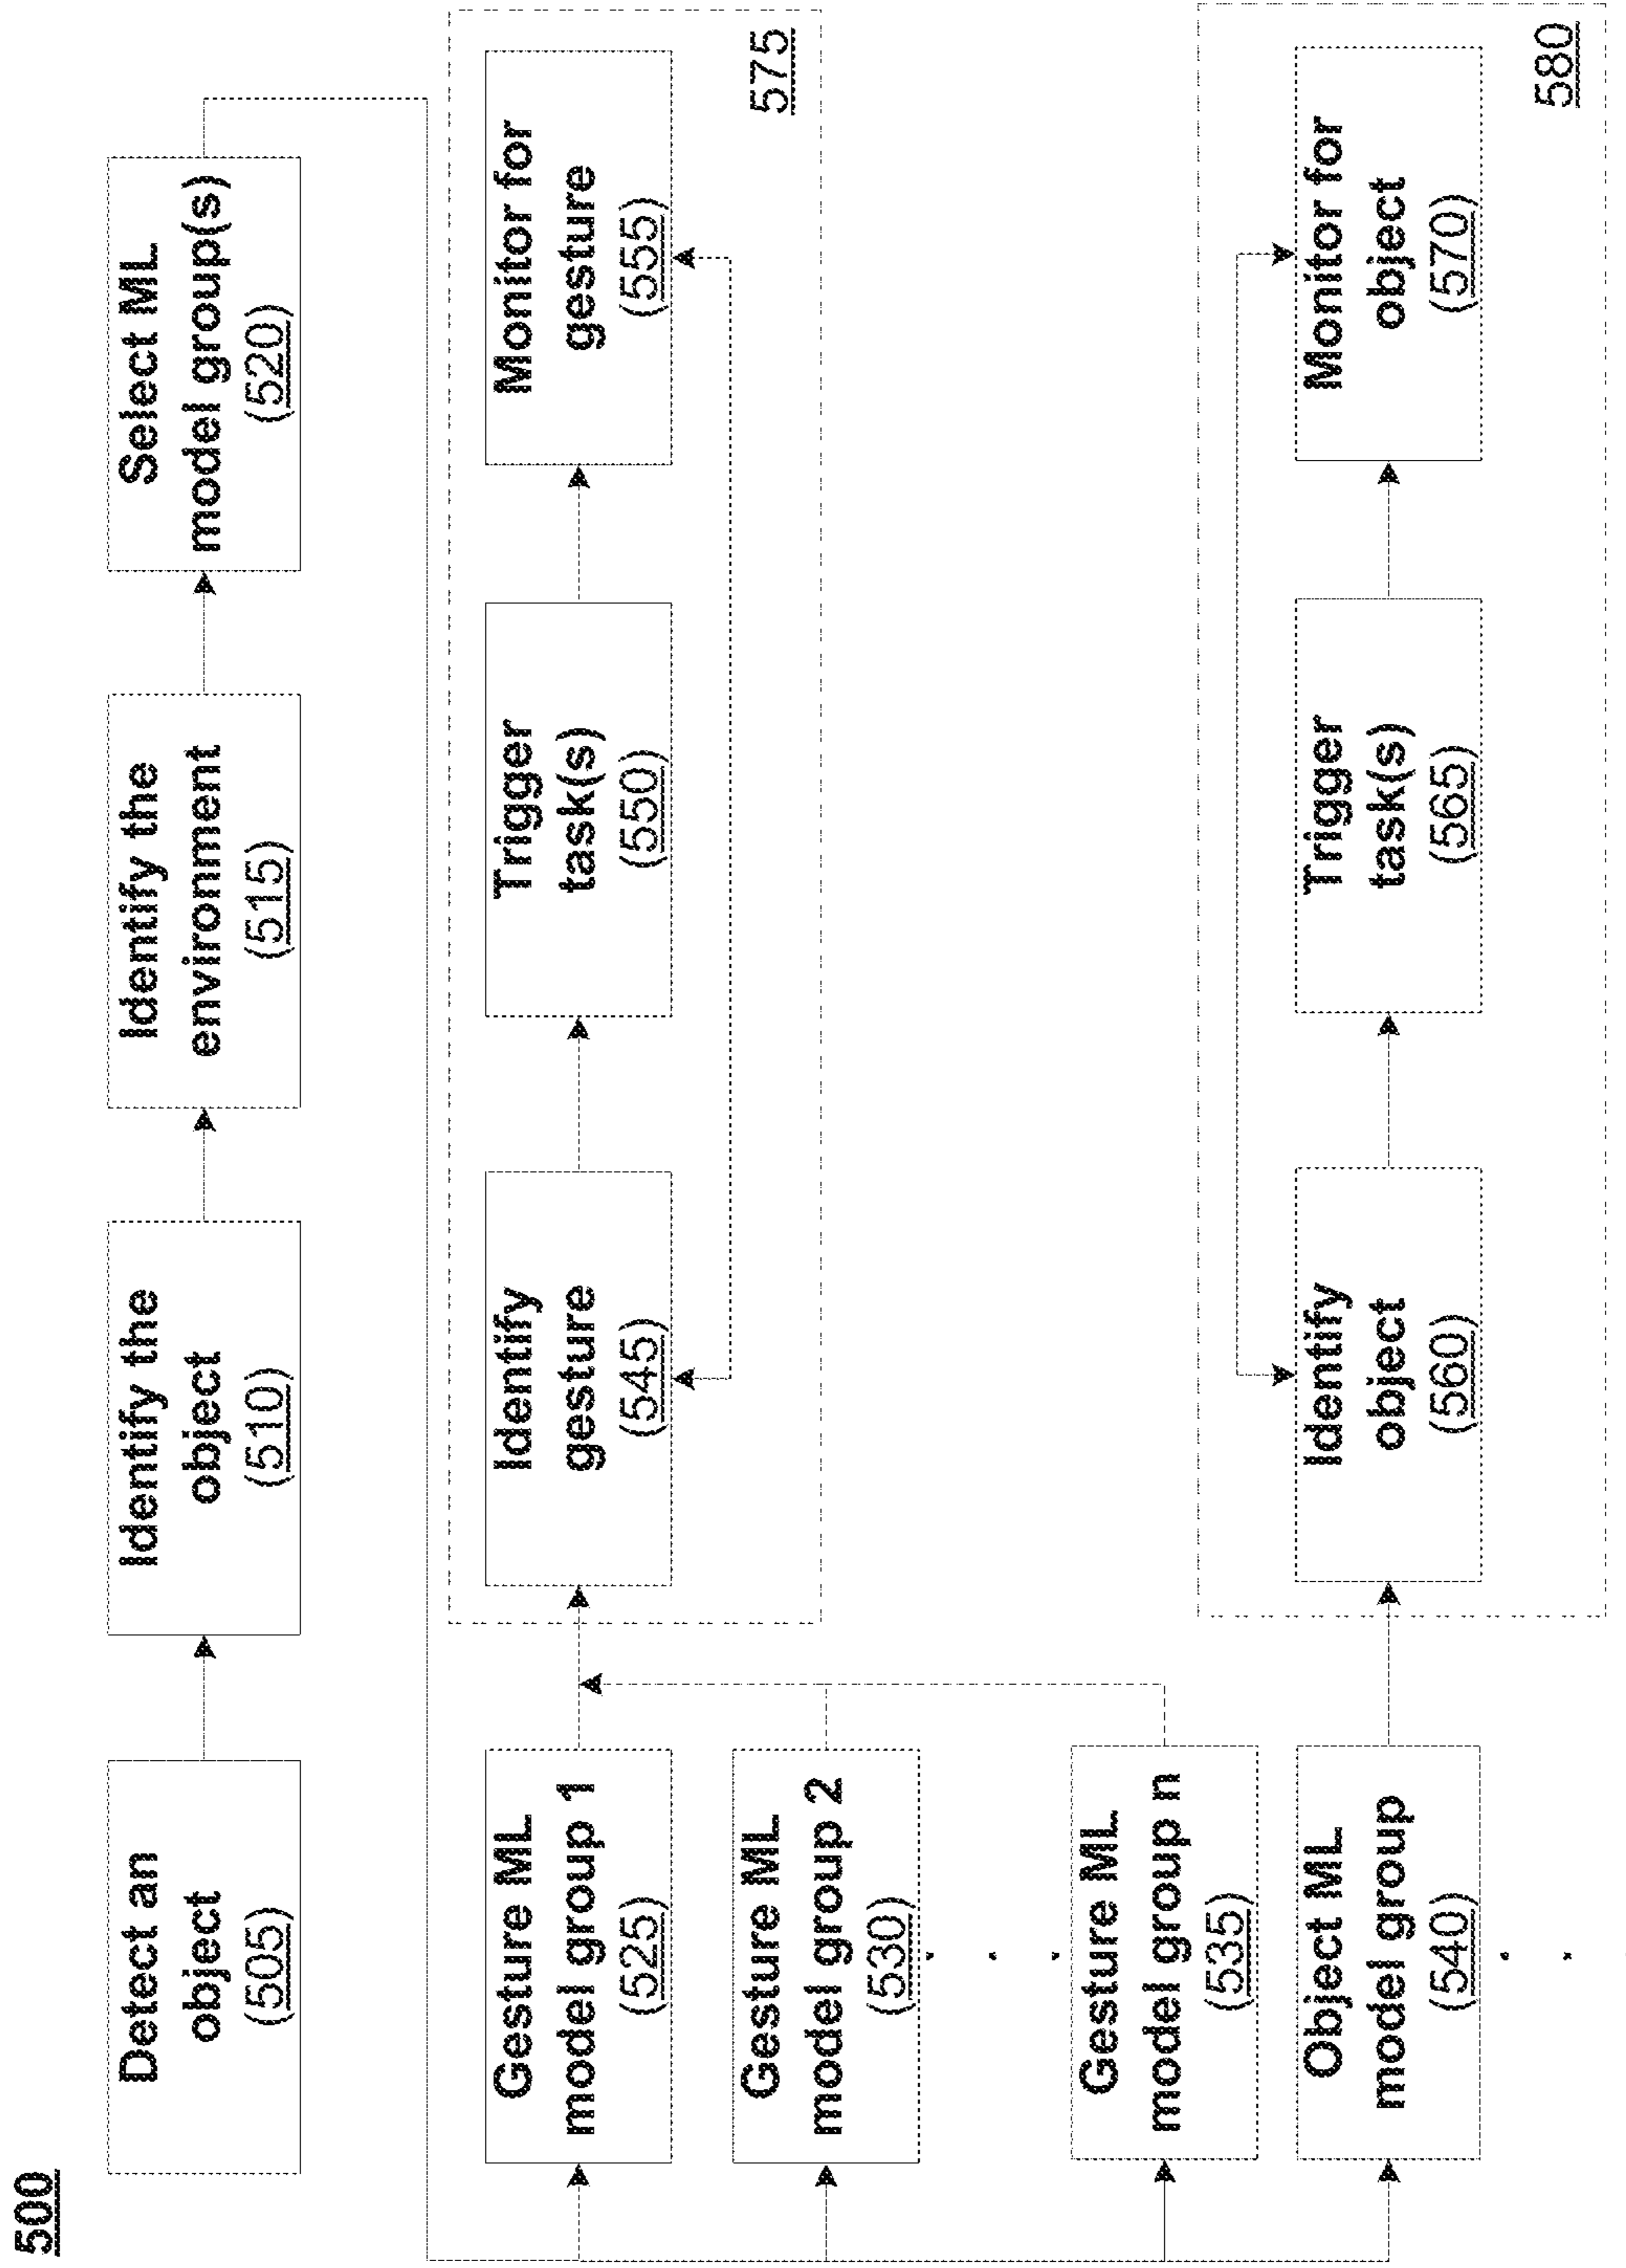 500
Detect an
object
(505)
Identify the
object
(510)
Identify the
environment
(515)
Select ML
model group(s)
(520)
Gesture ML
model group 1
(525)
Gesture ML
model group 2
(530)
Gesture ML
model group n
(535)
Object ML
model group
(540)
Identify
gesture
(545)
Trigger
task(s)
(550)
Monitor for
gesture
(555)
575
Identify
object
(560)
Trigger
task(s)
(565)
Monitor for
object
(570)
580